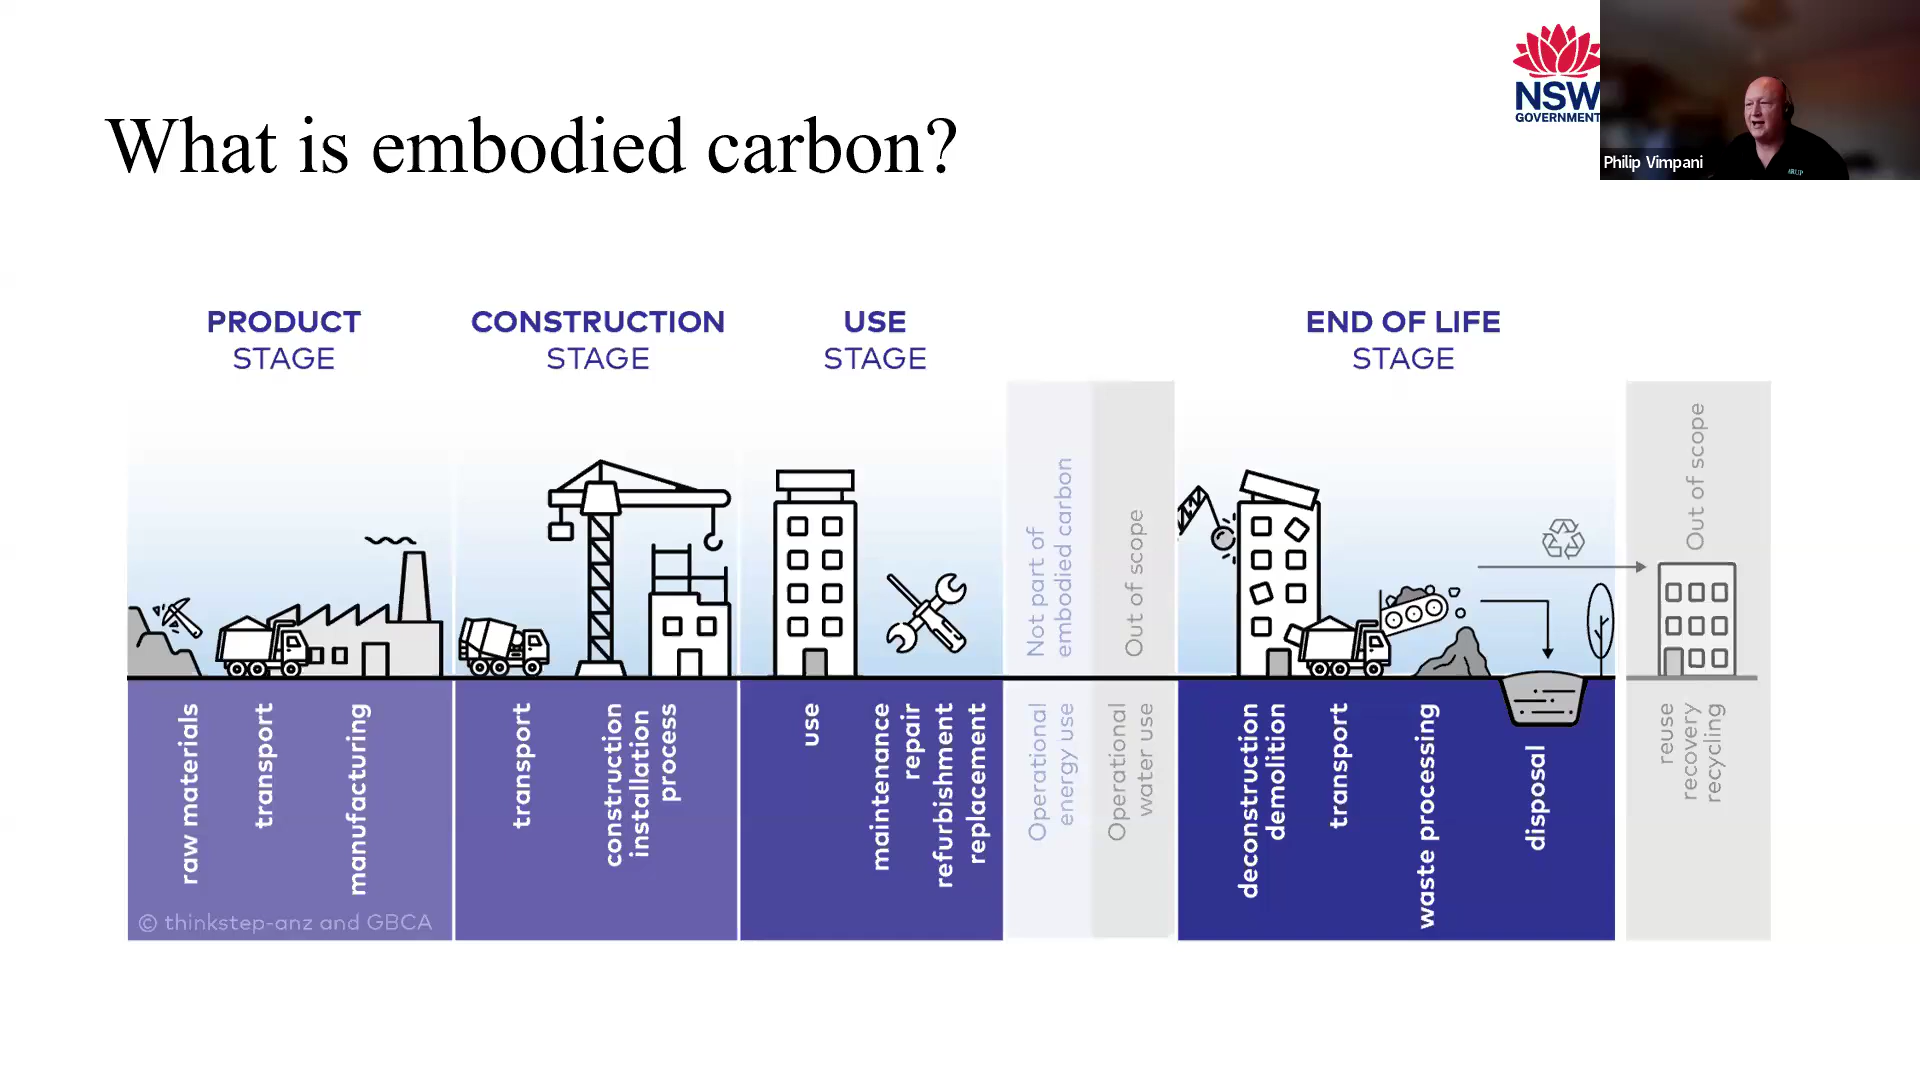 What is embodied carbon?
NSW
GOVERNMENT
Philip Vimpani
ARUP
PRODUCT
STAGE
CONSTRUCTION
STAGE
USE
STAGE
END OF LIFE
STAGE
Not part of
embodied carbon
Out of scope
Out of scope
raw materials
transport
manufacturing
transport
construction
installation
process
use
maintenance
repair
refurbishment
replacement
Operational
energy use
Operational
water use
deconstruction
demolition
transport
waste processing
disposal
reuse
recovery
recycling
© thinkstep-anz and GBCA